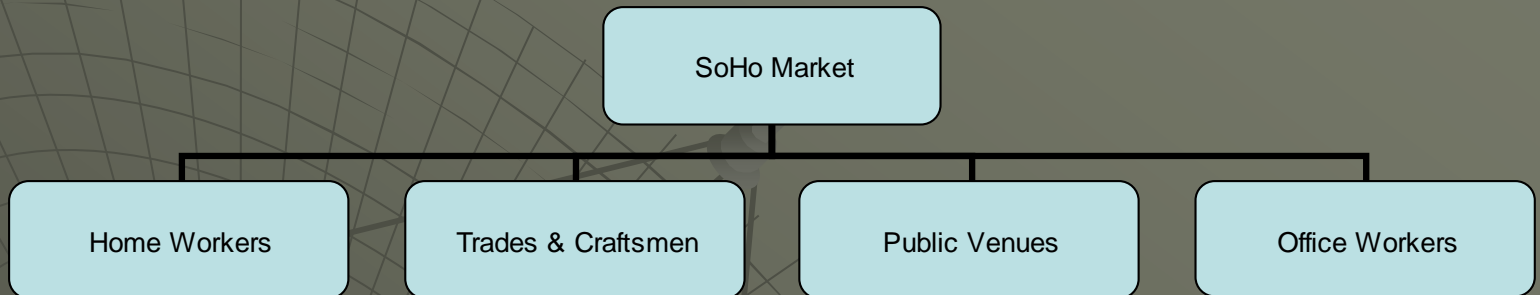 SoHo Market
Home Workers
Trades & Craftsmen
Public Venues
Office Workers